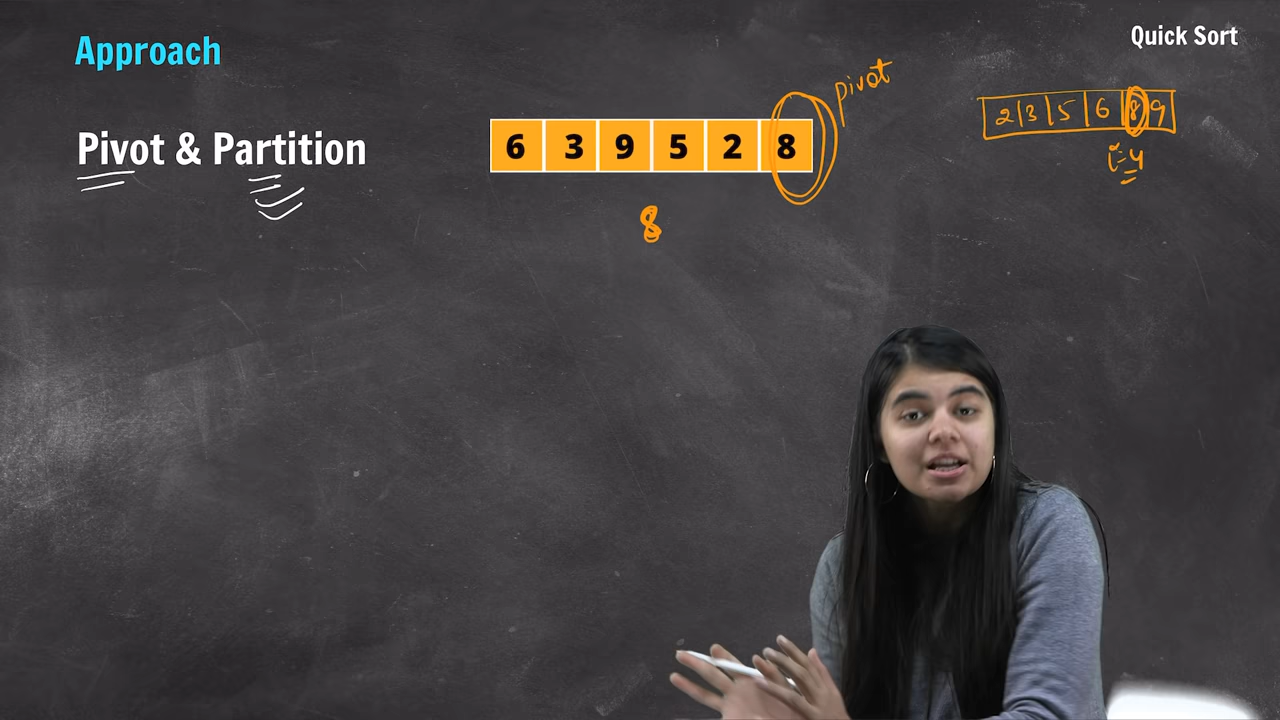 Approach
Quick Sort
Pivot & Partition
6 3 9 5 2 8
pivot
2 3 5 6 8 9
i=4
8